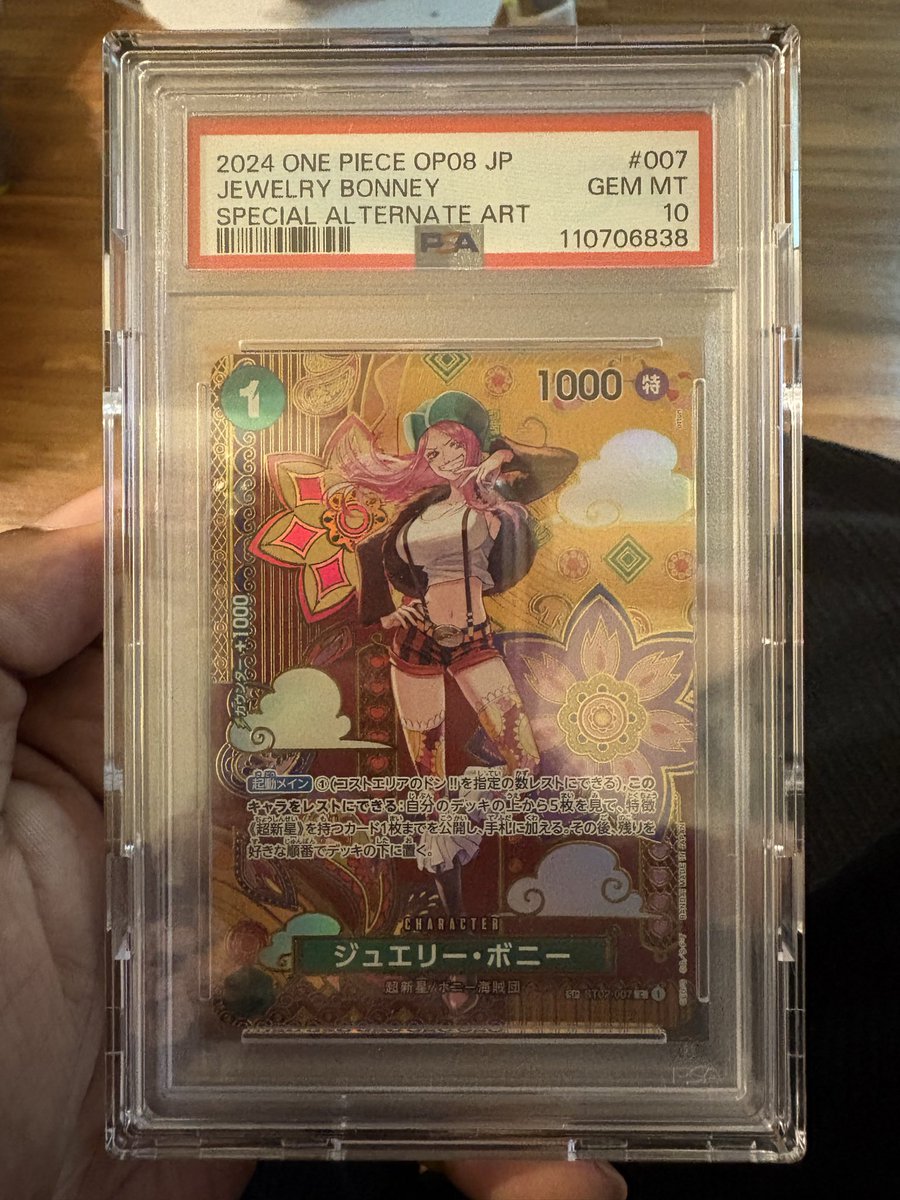 2024 ONE PIECE OP08 JP #007
JEWELRY BONNEY GEM MT
SPECIAL ALTERNATE ART 10
PSA 110706838
1 1000 特
カウンター +1000
起動メイン ①(コストエリアのドン!!を指定の数レストにできる),この
キャラをレストにできる:自分のデッキの上から5枚を見て、特徴
《超新星》を持つカード1枚までを公開し、手札に加える。その後、残りを
好きな順番でデッキの下に置く。
CHARACTER
ジュエリー・ボニー
超新星/ボニー海賊団
SP ST02-007 C 1